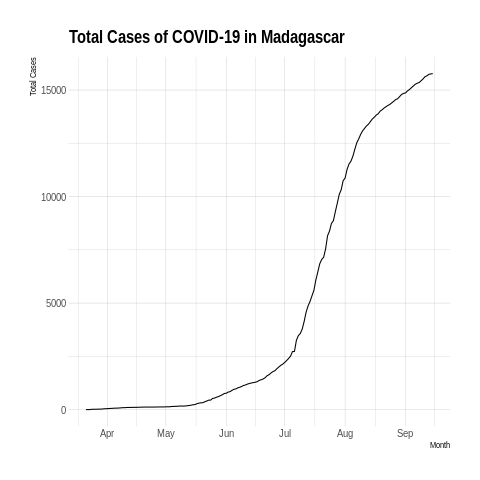 Total Cases of COVID-19 in Madagascar
Total Cases
15000
10000
5000
0
Apr May Jun Jul Aug Sep
Month